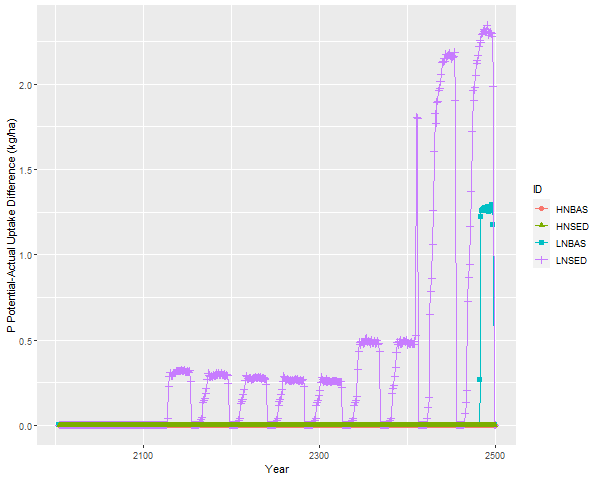 P Potential-Actual Uptake Difference (kg/ha)
2.0
1.5
1.0
0.5
0.0
2100
2300
2500
Year
ID
HNBAS
HNSED
LNBAS
LNSED